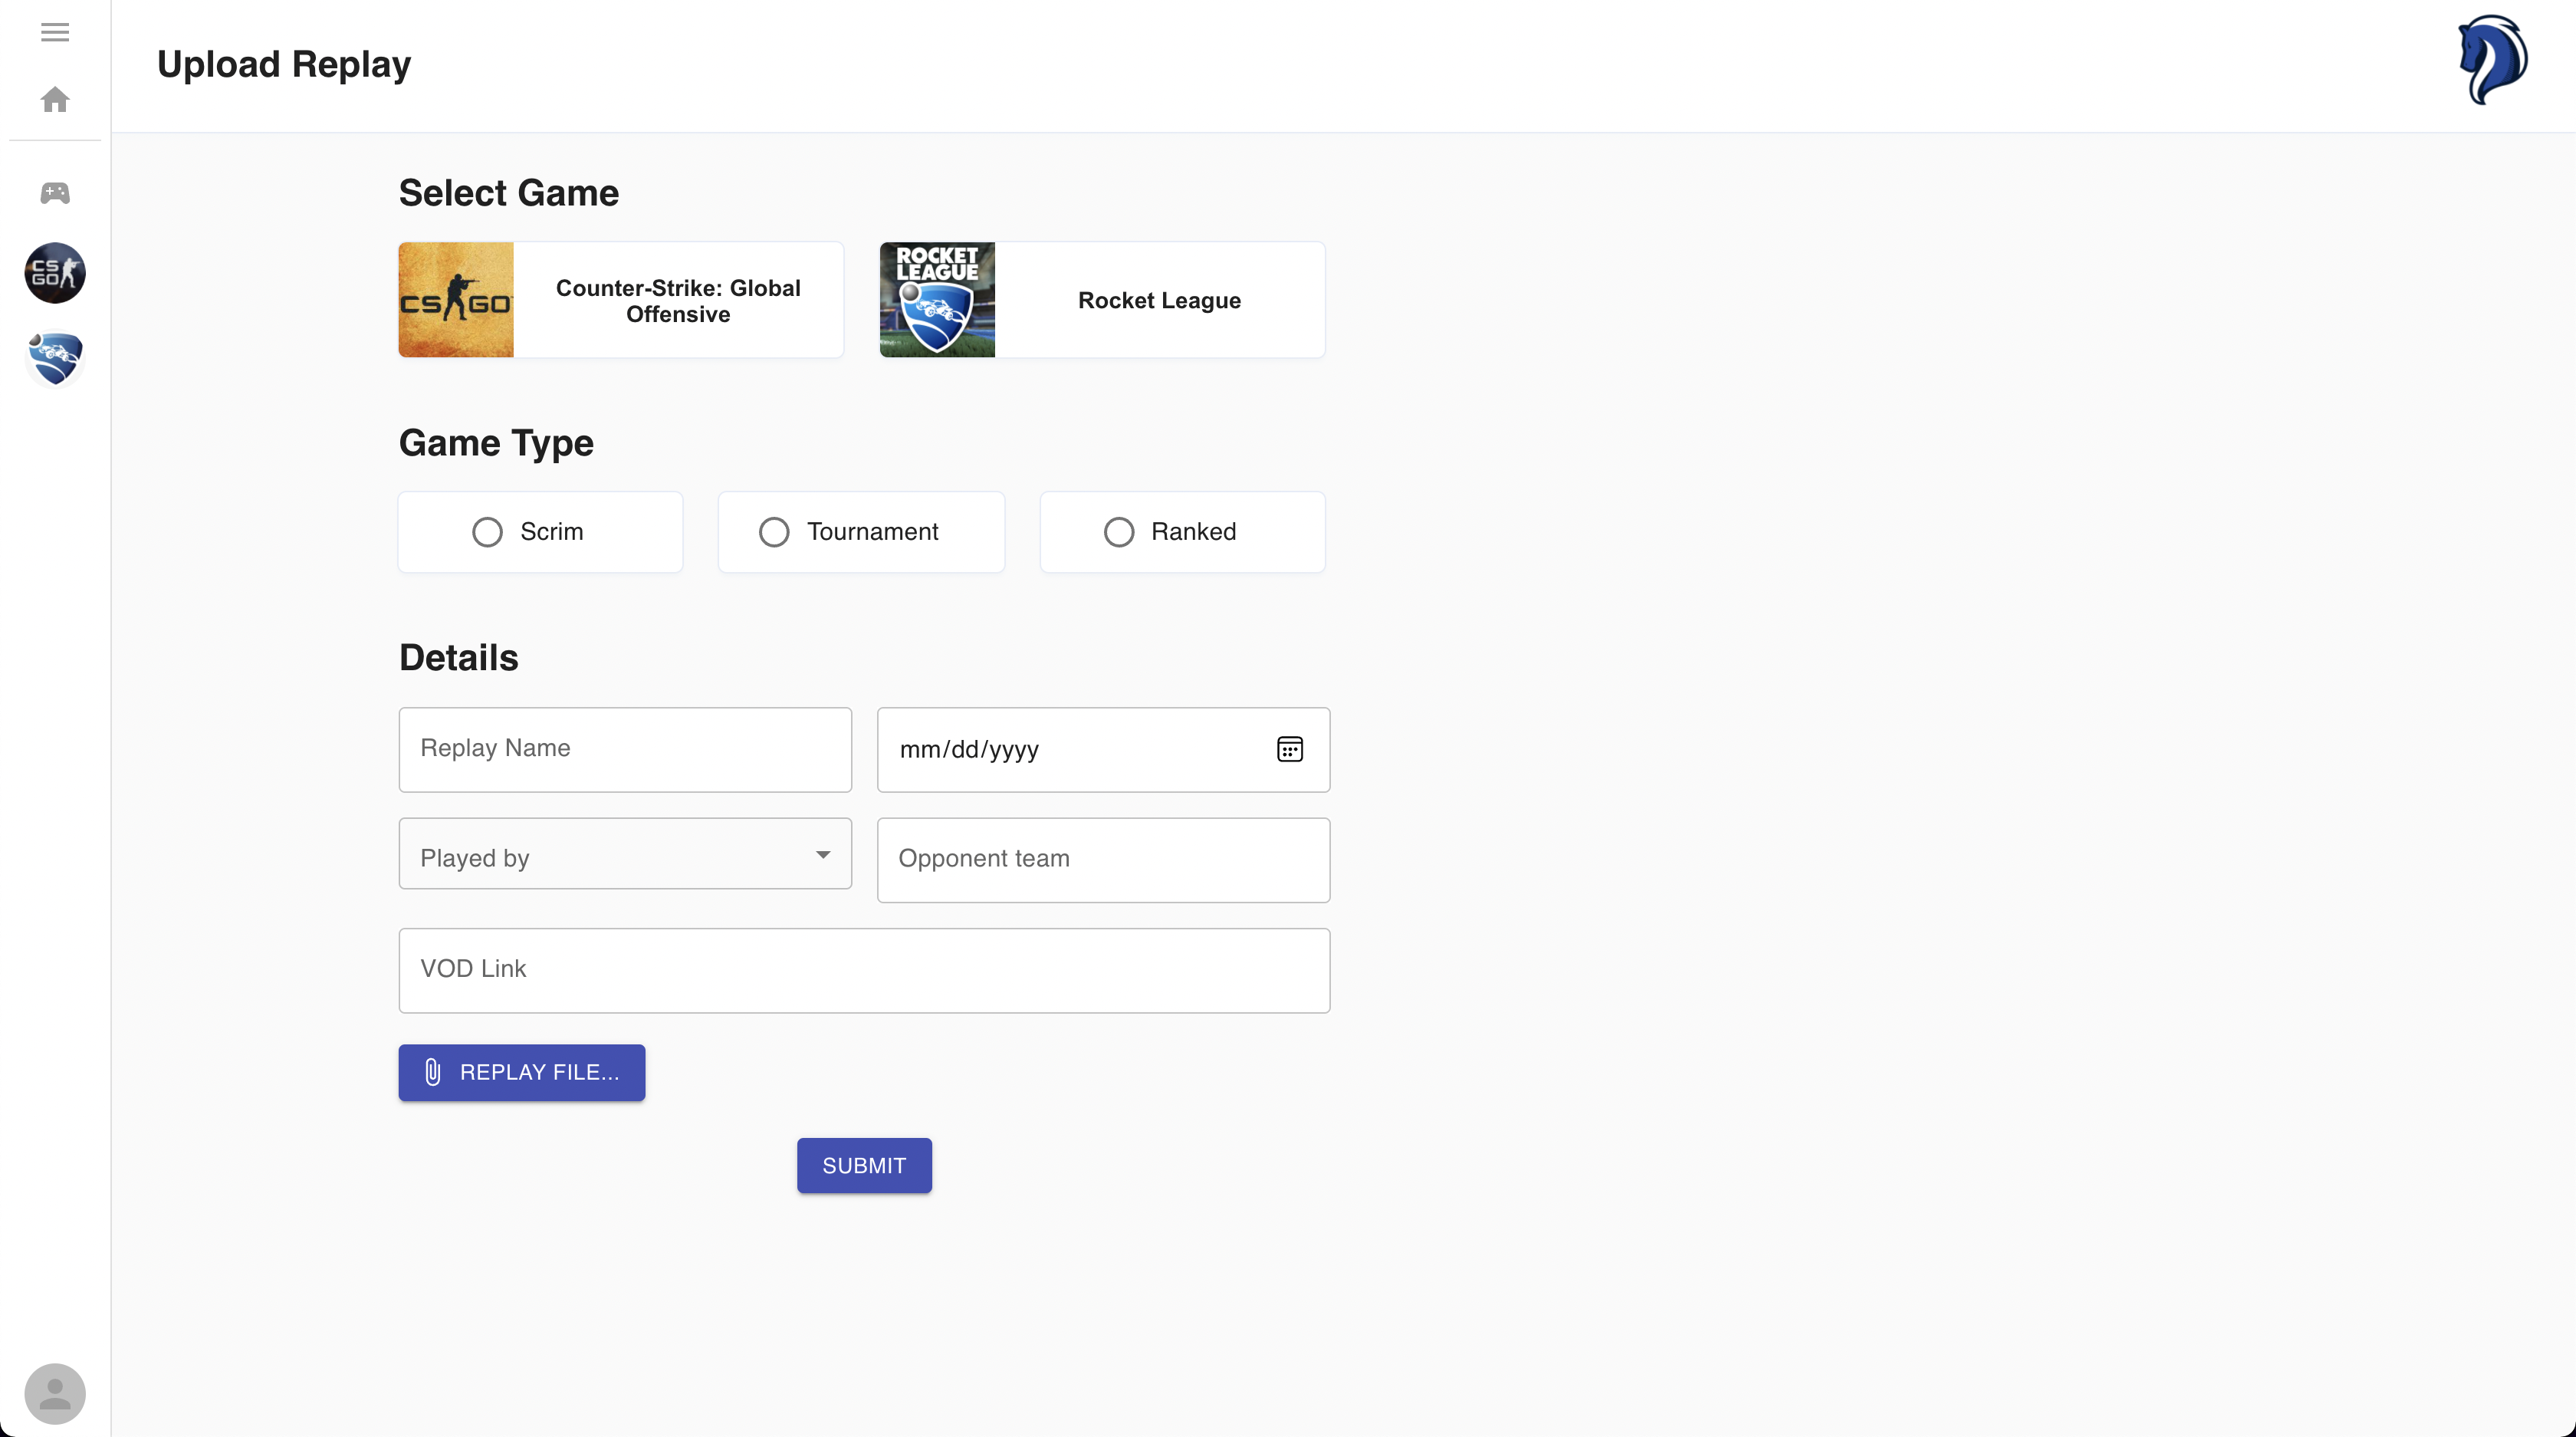 Upload Replay
Select Game
CS GO
CS GO
Counter-Strike: Global
Offensive
ROCKET
LEAGUE
Rocket League
Game Type
Scrim
Tournament
Ranked
Details
Replay Name
mm/dd/yyyy
Played by
Opponent team
VOD Link
REPLAY FILE...
SUBMIT